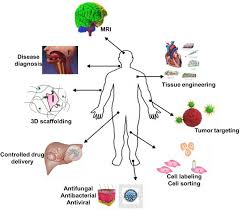 MRI
Disease
diagnosis
Tissue engineering
3D scaffolding
Tumor targeting
Controlled drug
delivery
Cell labeling
Cell sorting
Antifungal
Antibacterial
Antiviral